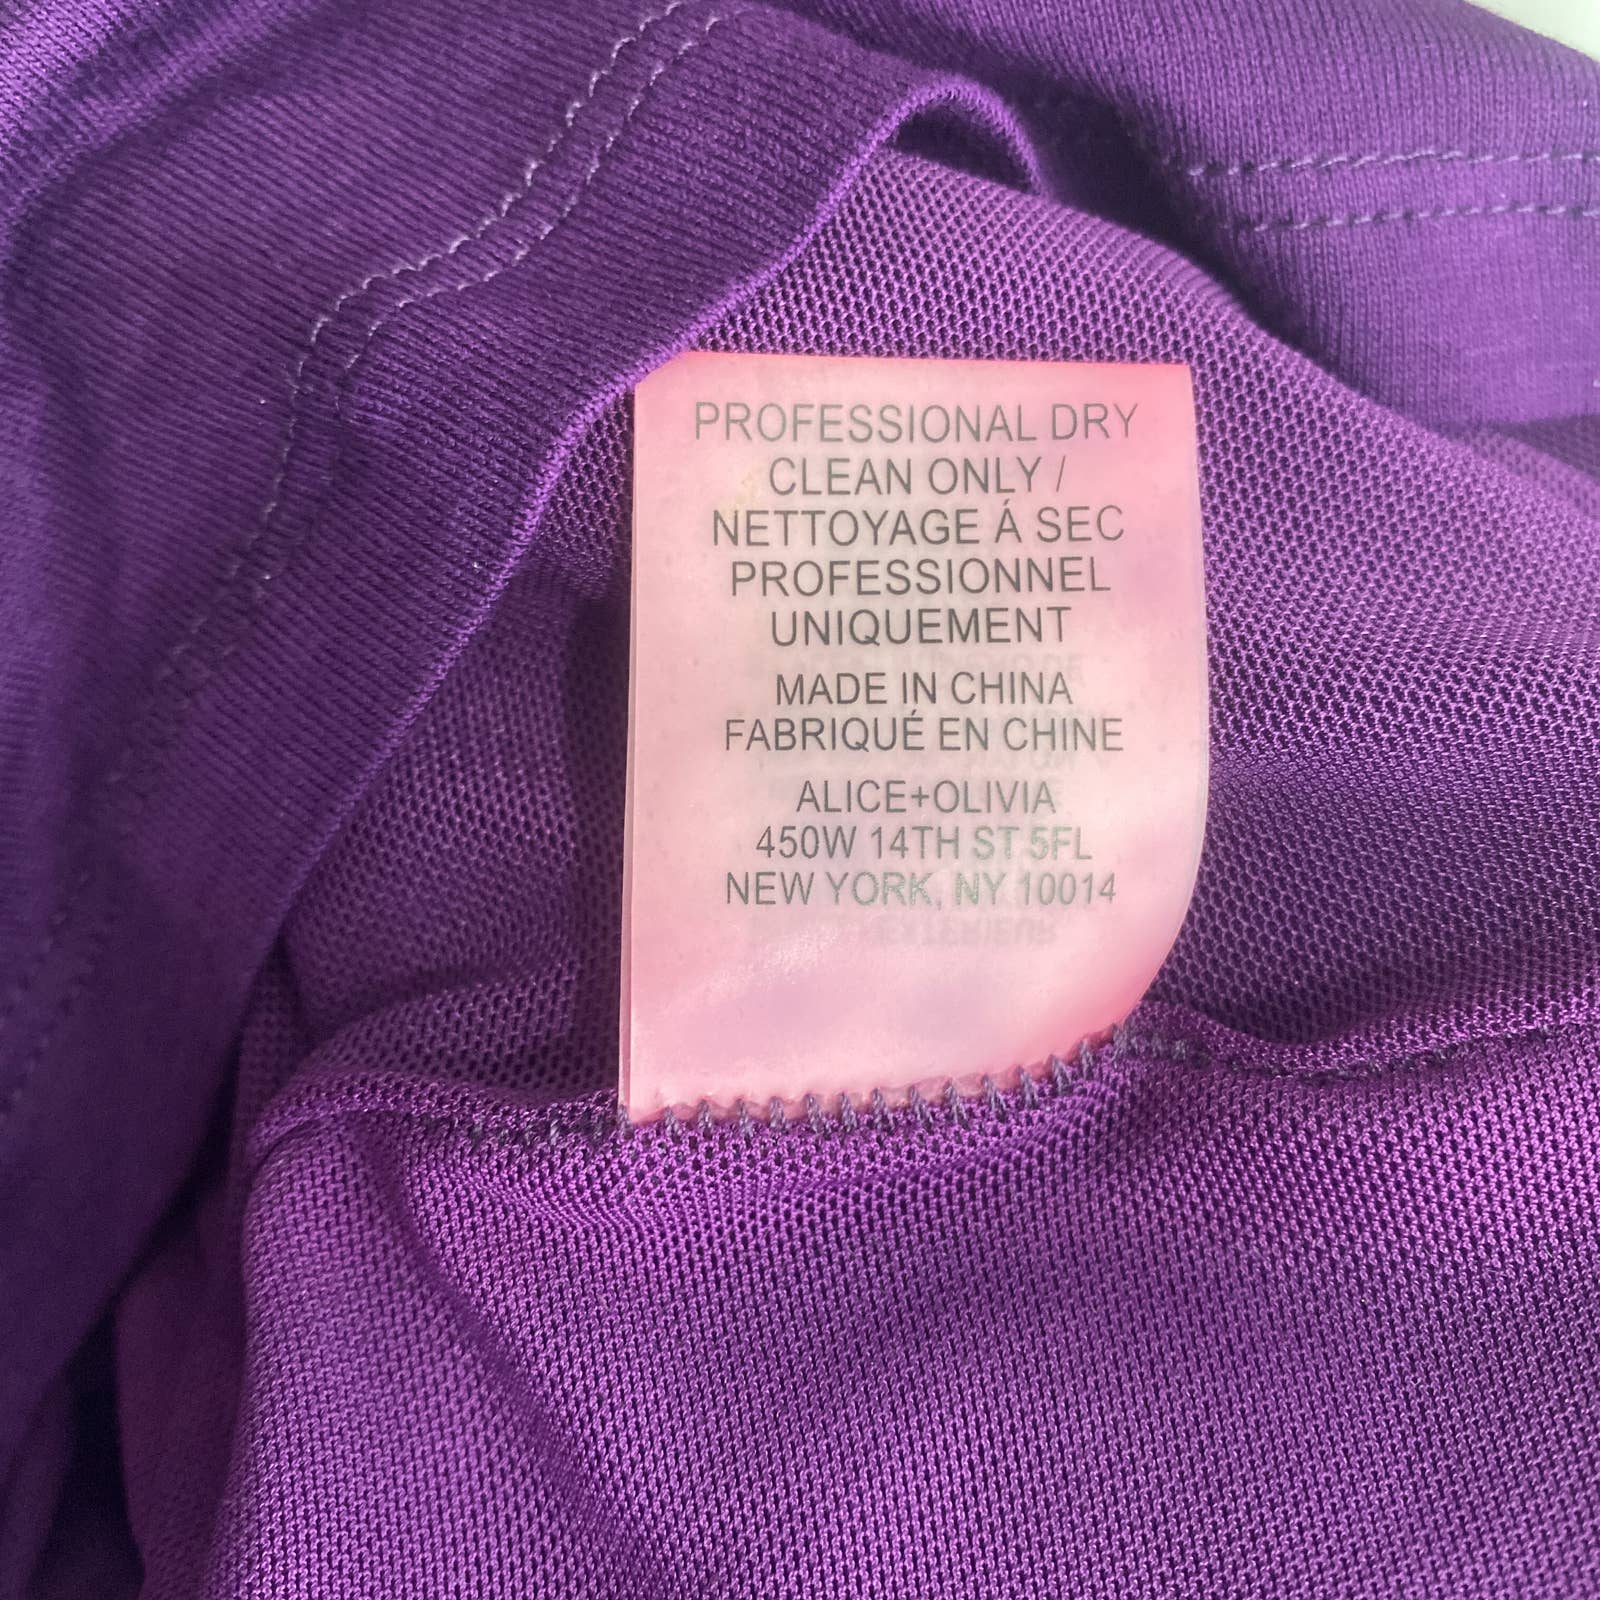 PROFESSIONAL DRY
CLEAN ONLY /
NETTOYAGE Á SEC
PROFESSIONNEL
UNIQUEMENT
MADE IN CHINA
FABRIQUÉ EN CHINE
ALICE+OLIVIA
450W 14TH ST 5FL
NEW YORK, NY 10014